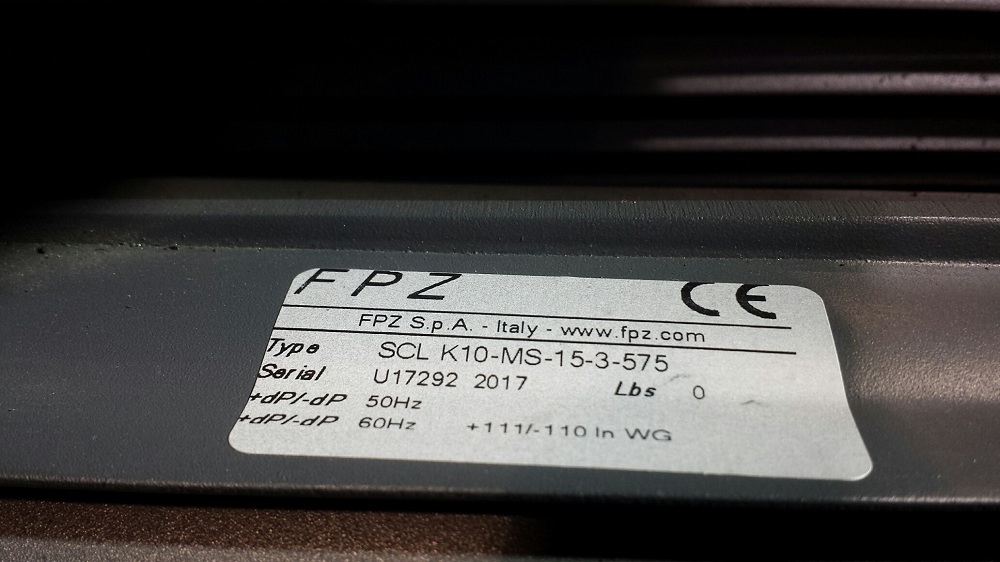 FPZ CE
FPZ S.p.A. - Italy - www.fpz.com
Type SCL K10-MS-15-3-575
Serial U17292 2017 Lbs 0
+dP/-dP 50Hz
+dP/-dP 60Hz +111/-110 In WG